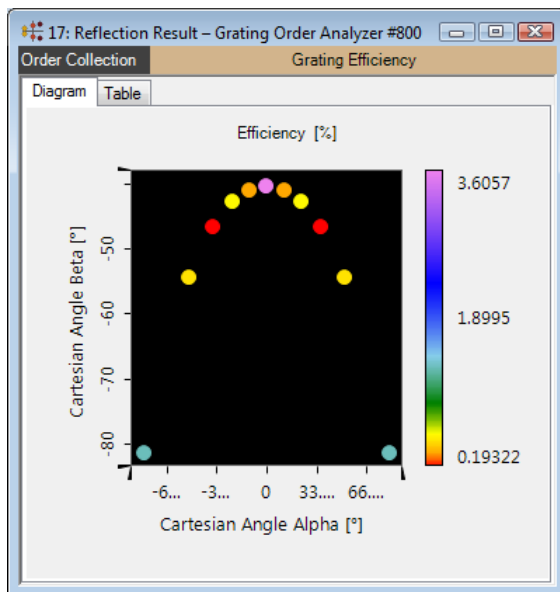 17: Reflection Result – Grating Order Analyzer #800
Order Collection Grating Efficiency
Diagram Table
Efficiency [%]
3.6057
1.8995
0.19322
Cartesian Angle Beta [°]
-50
-60
-70
-80
-6... -3... 0 33.... 66....
Cartesian Angle Alpha [°]